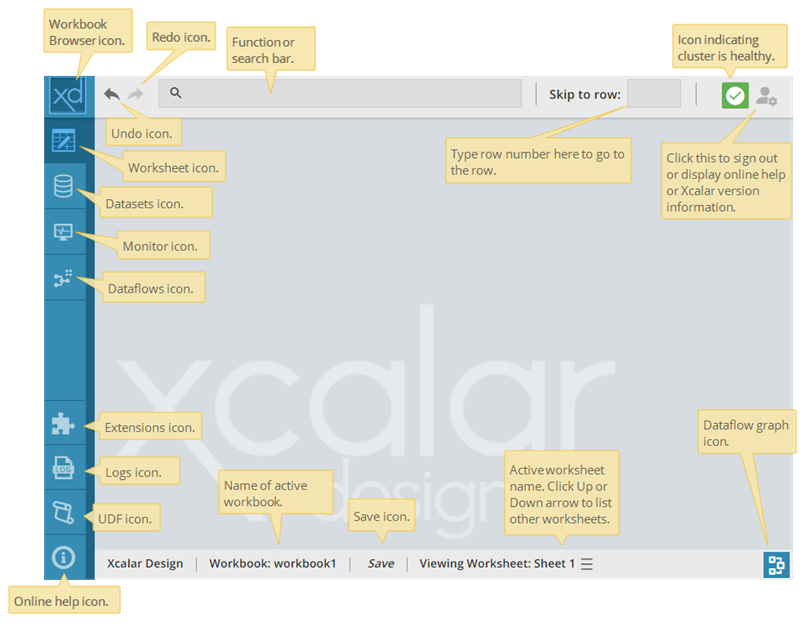 Workbook
Browser icon.
Redo icon.
Function or
search bar.
Icon indicating
cluster is healthy.
xd
Skip to row:
Undo icon.
Type row number here to go to
the row.
Click this to sign out
or display online help
or Xcalar version
information.
Worksheet icon.
Datasets icon.
Monitor icon.
Dataflows icon.
xcalar
design
Extensions icon.
Dataflow graph
icon.
LOG
Logs icon.
Name of active
workbook.
Active worksheet
name. Click Up or
Down arrow to list
other worksheets.
Save icon.
UDF icon.
Xcalar Design
Workbook: workbook1
Save
Viewing Worksheet: Sheet 1
Online help icon.